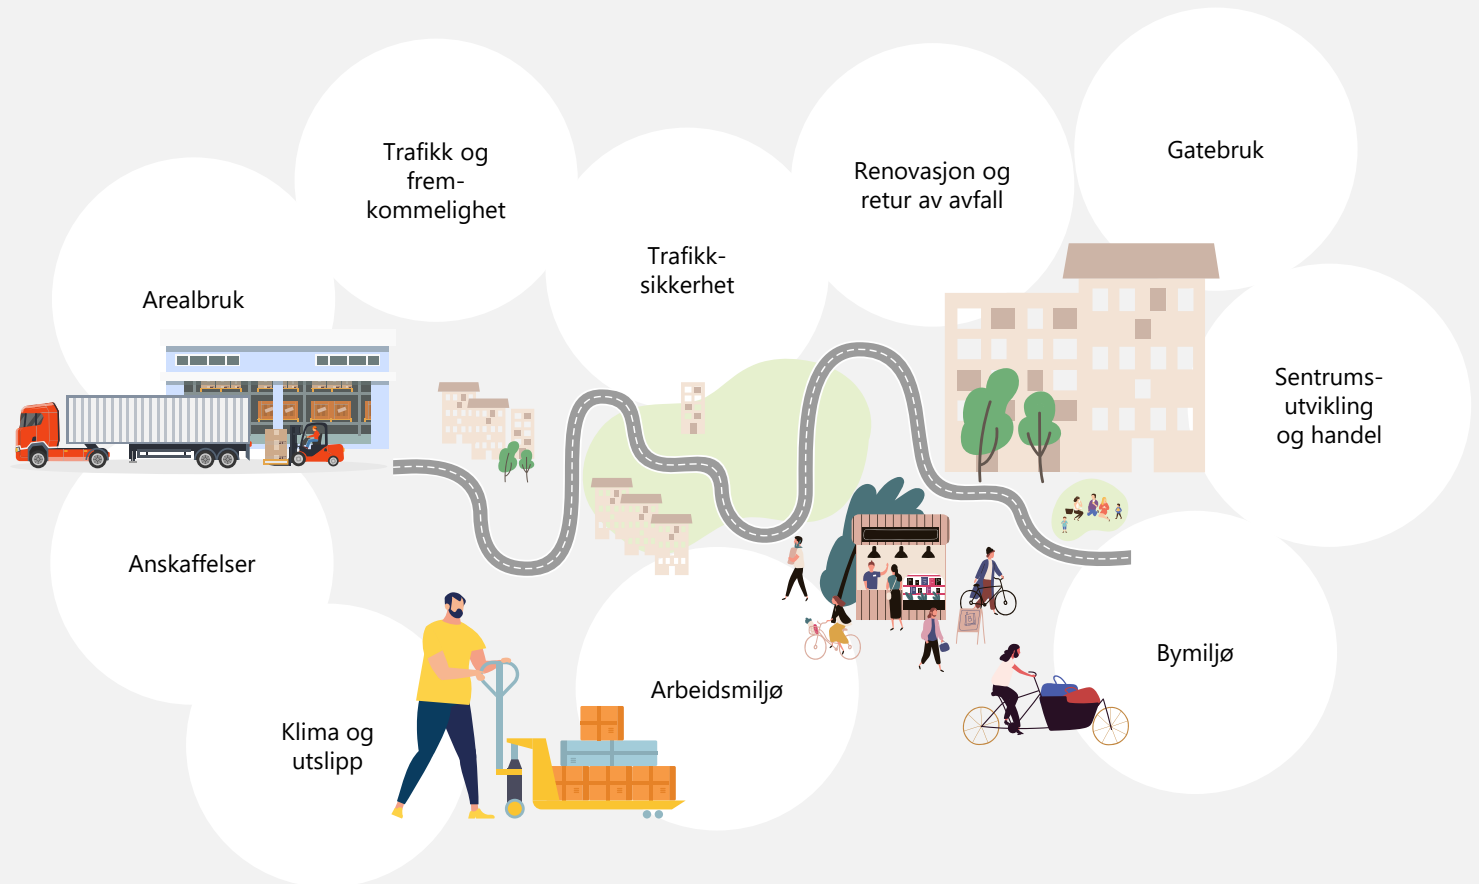 Trafikk og
frem-
kommelighet
Renovasjon og
retur av avfall
Gatebruk
Trafikk-
sikkerhet
Arealbruk
Sentrums-
utvikling
og handel
Anskaffelser
Bymiljø
Arbeidsmiljø
Klima og
utslipp